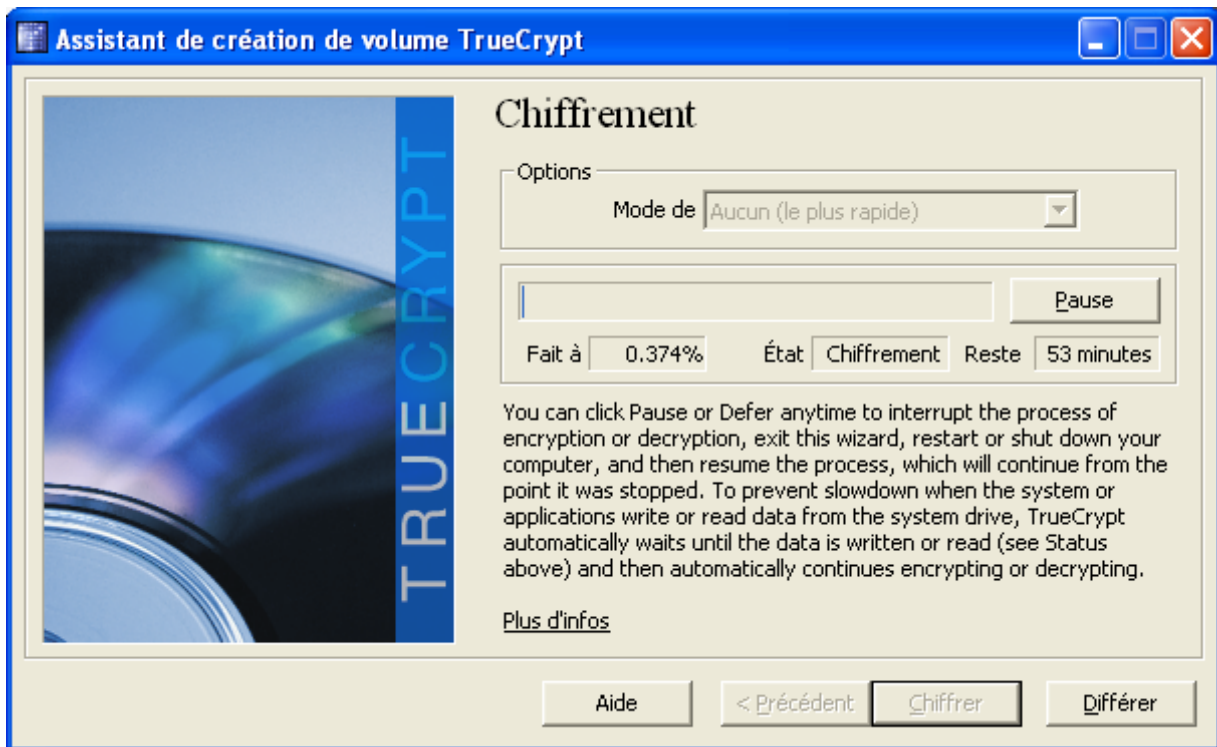 Assistant de création de volume TrueCrypt
TRUECRYPT
Chiffrement
Options
Mode de Aucun (le plus rapide)
Pause
Fait à 0.374% État Chiffrement Reste 53 minutes
You can click Pause or Defer anytime to interrupt the process of
encryption or decryption, exit this wizard, restart or shut down your
computer, and then resume the process, which will continue from the
point it was stopped. To prevent slowdown when the system or
applications write or read data from the system drive, TrueCrypt
automatically waits until the data is written or read (see Status
above) and then automatically continues encrypting or decrypting.
Plus d'infos
Aide < Précédent Chiffrer Différer